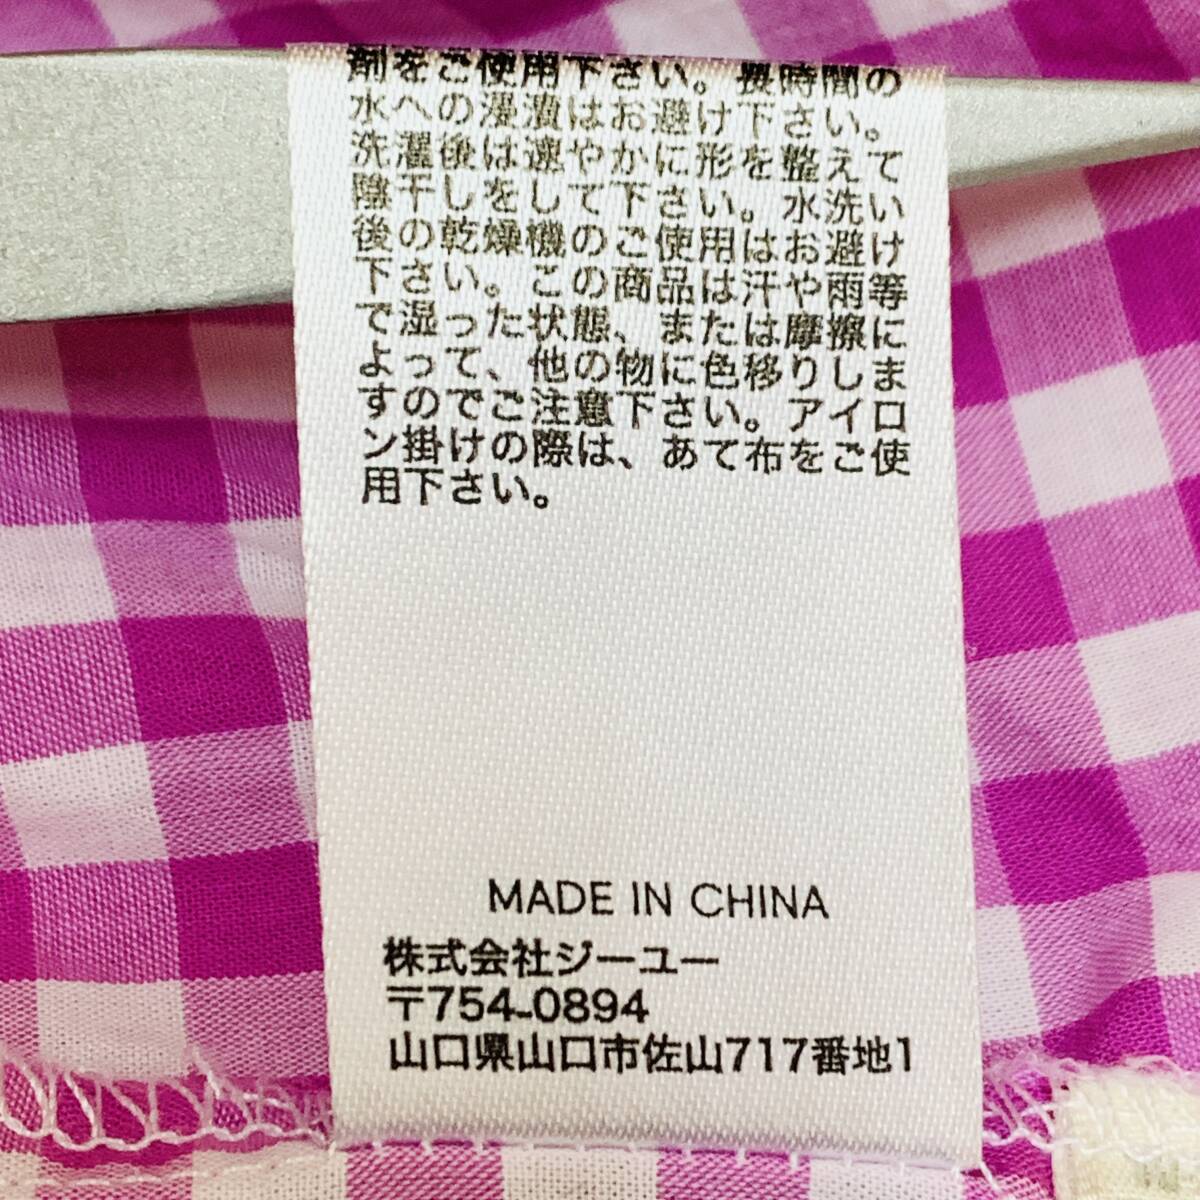 剤をご使用下さい。長時間の
水への浸漬はお避け下さい。
洗濯後は速やかに形を整えて
陰干しをして下さい。水洗い
後の乾燥機のご使用はお避け
下さい。この商品は汗や雨等
で湿った状態、または摩擦に
よって、他の物に色移りしま
すのでご注意下さい。アイロ
ン掛けの際は、あて布をご使
用下さい。
MADE IN CHINA
株式会社ジーユー
〒754-0894
山口県山口市佐山717番地1